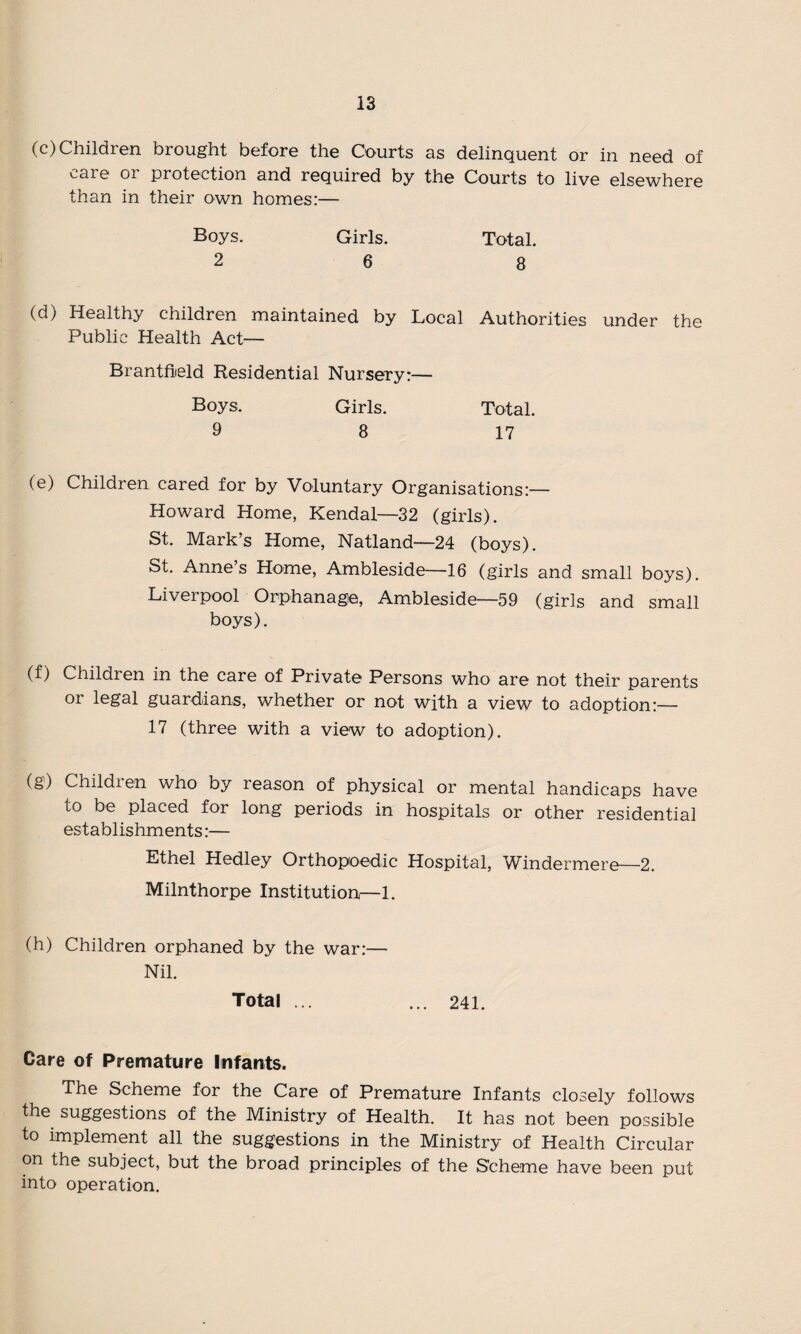 13
(c) Children brought before the Courts as delinquent or in need of
care or protection and required by the Courts to live elsewhere
than in their own homes:—
Boys. Girls. Total.
2 6 8
(d) Healthy children maintained by Local Authorities under the
Public Health Act—
Brantfield Residential Nursery:—
Boys. Girls. Total.
9 8 17
(e) Children cared for by Voluntary Organisations:—
Howard Home, Kendal—32 (girls).
St. Mark's Home, Natland—24 (boys).
St. Anne's Home, Ambleside—16 (girls and small boys).
Liverpool Orphanage, Ambleside—59 (girls and small
boys).
(f) Children in the care of Private Persons who are not their parents
or legal guardians, whether or not with a view to adoption:—
17 (three with a view to adoption).
(g) Children who by reason of physical or mental handicaps have
to be placed for long periods in hospitals or other residential
establishments:—
Ethel Hedley Orthopoedic Hospital, Windermere—2.
Milnthorpe Institution—1.
(h) Children orphaned by the war:—
Nil.
Total ... ... 241.
Care of Premature Infants.
The Scheme for the Care of Premature Infants closely follows
the suggestions of the Ministry of Health. It has not been possible
to implement all the suggestions in the Ministry of Health Circular
on the subject, but the broad principles of the Scheme have been put
into operation.